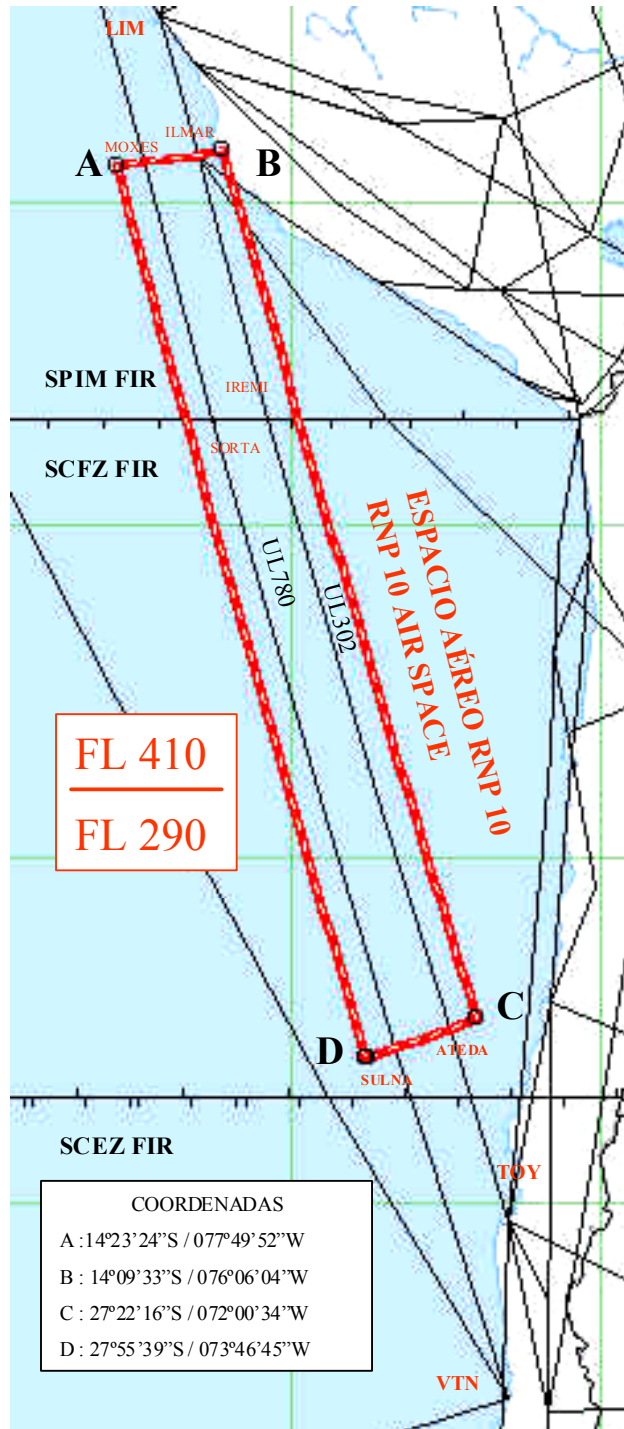 LIM
ILMAR
MOXES
A
B
SPIM FIR
IREMI
SORTA
SCFZ FIR
UL780
UL302
ESPACIO AÉREO RNP 10
RNP 10 AIR SPACE
FL 410
FL 290
C
D
ATEDA
SULNA
SCEZ FIR
TOY
COORDENADAS
A :14º23'24”S / 077º49'52”W
B : 14º09'33”S / 076º06'04”W
C : 27º22'16”S / 072º00'34”W
D : 27º55'39”S / 073º46'45”W
VTN